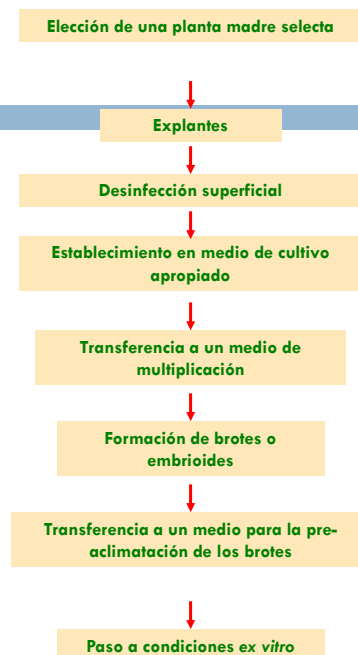 Elección de una planta madre selecta
Explantes
Desinfección superficial
Establecimiento en medio de cultivo
apropiado
Transferencia a un medio de
multiplicación
Formación de brotes o
embrioides
Transferencia a un medio para la pre-
aclimatación de los brotes
Paso a condiciones ex vitro